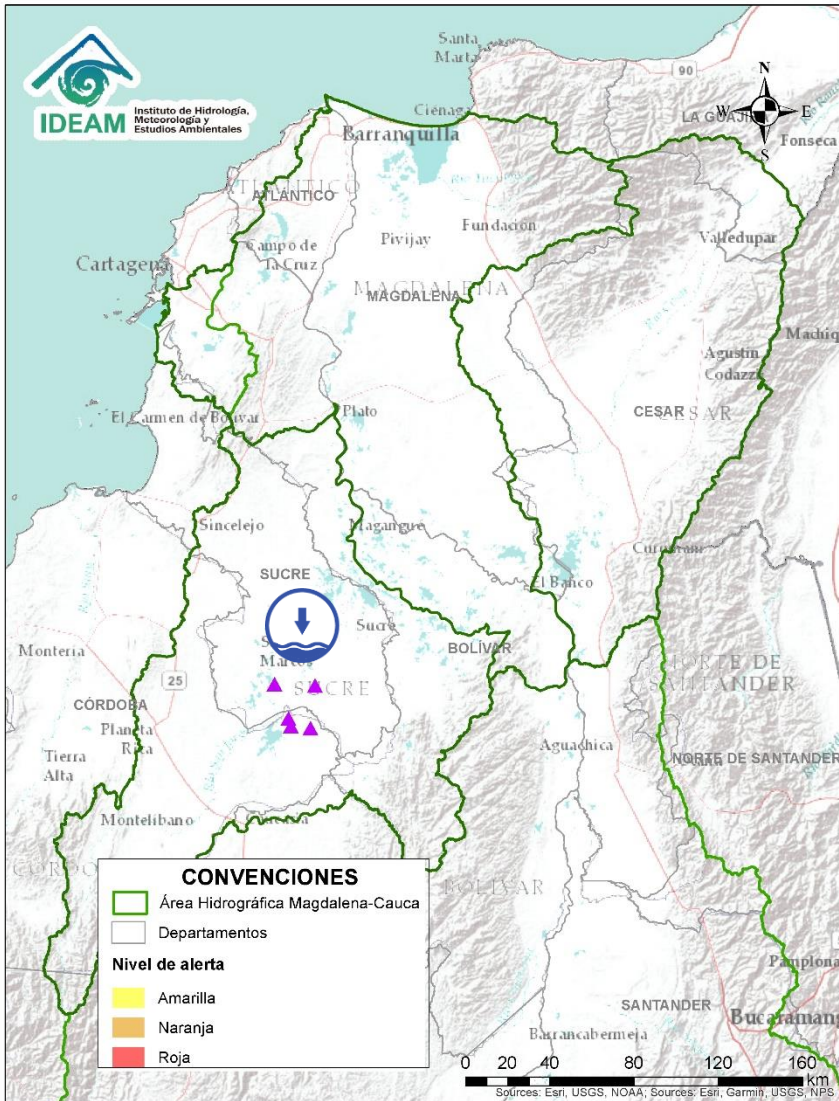 IDEAM
Instituto de Hidrología,
Meteorología y
Estudios Ambientales
Santa
Marta
90
N
W E
S
Ciénaga
LA GUAJIRA
Barranquilla
Fonseca
ATLÁNTICO
ATLÁNTICO
Valledupar
Fundación
Pivijay
Campo de
la Cruz
Cartagena
MAGDALENA
MAGDALENA
Agustín
Codazzi
CESAR
CESAR
El Carmen de Bolívar
Plato
Sincelejo
Magangué
Curumaní
SUCRE
El Banco
Sucre
Marcos
BOLÍVAR
Montería
SUCRE
NORTE DE
SANTANDER
25
CÓRDOBA
Planeta
Rica
Aguachica
NORTE DE SANTANDER
Tierra
Alta
Montelíbano
BOLÍVAR
CONVENCIONES
Área Hidrográfica Magdalena-Cauca
Departamentos
Nivel de alerta
Amarilla
Naranja
Roja
Pamplona
SANTANDER
Barrancabermeja
0 20 40 80 120 160
km
Sources: Esri, USGS, NOAA; Sources: Esri, Garmin, USGS, NPS